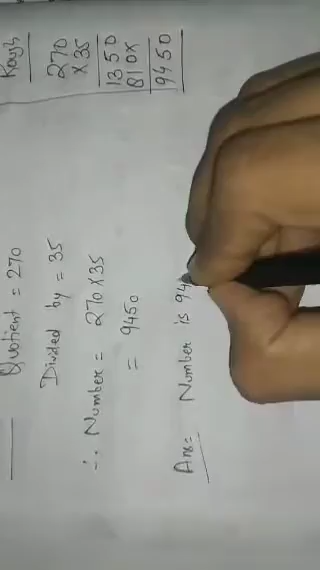 Quotient = 270
Divided by = 35
∴ Number = 270 × 35
= 9450
Ans:- Number is 94
Rough
270
× 35
1350
810×
9450